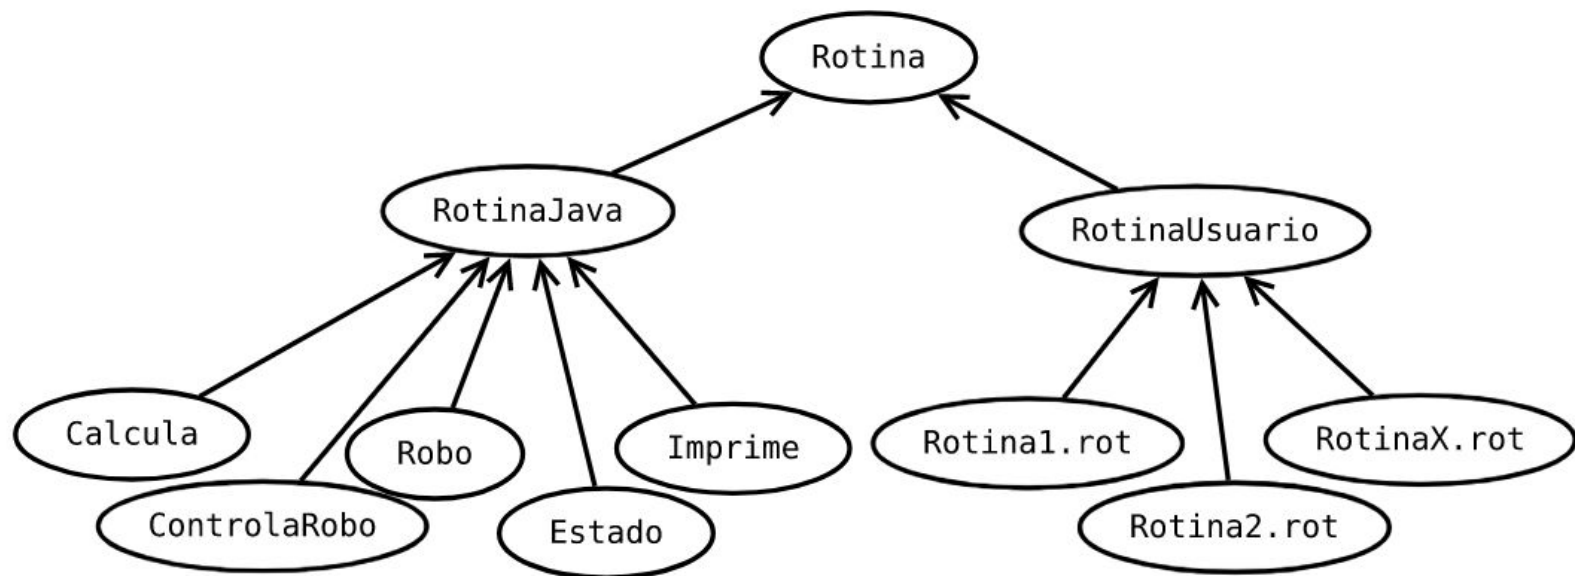 Rotina
RotinaJava
RotinaUsuario
Calcula
Robo
Imprime
Rotina1.rot
RotinaX.rot
ControlaRobo
Estado
Rotina2.rot